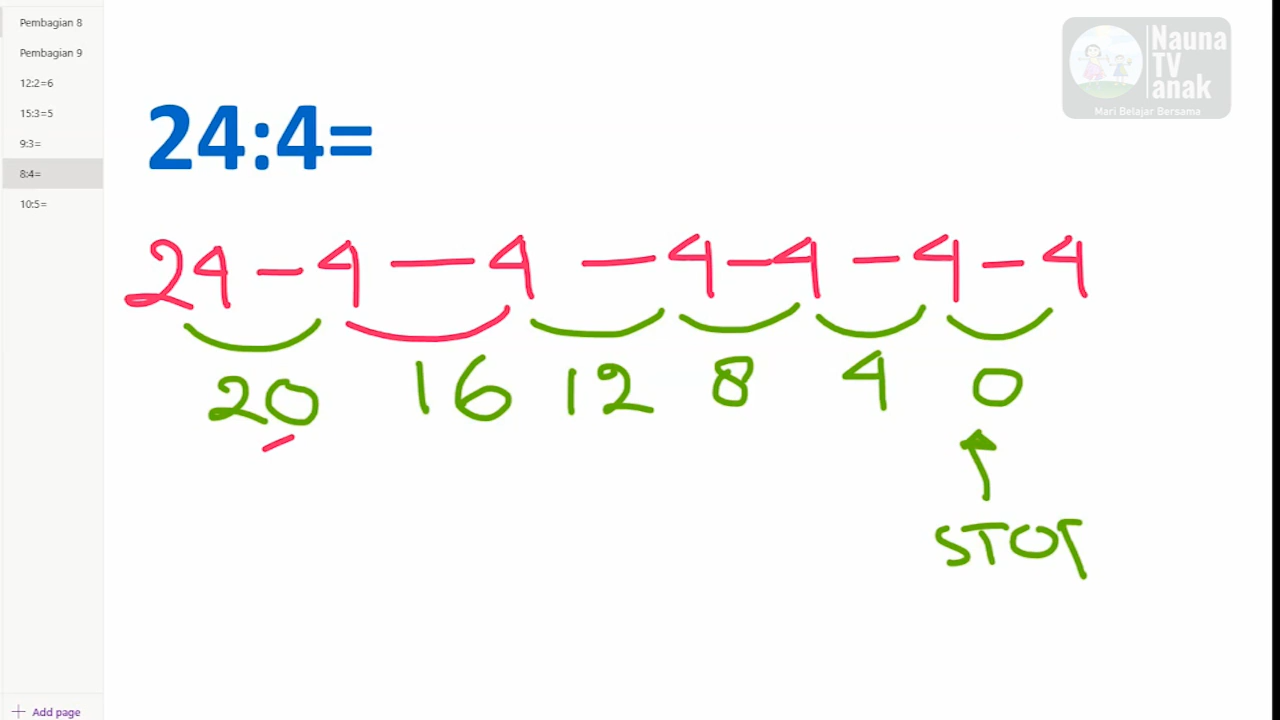 Pembagian 8
Pembagian 9
12:2=6
15:3=5
9:3=
8:4=
10:5=
Add page
Nauna
TV
anak
Mari Belajar Bersama
24:4=
24 – 4 – 4 – 4 – 4 – 4 – 4
20 16 12 8 4 0
STOP